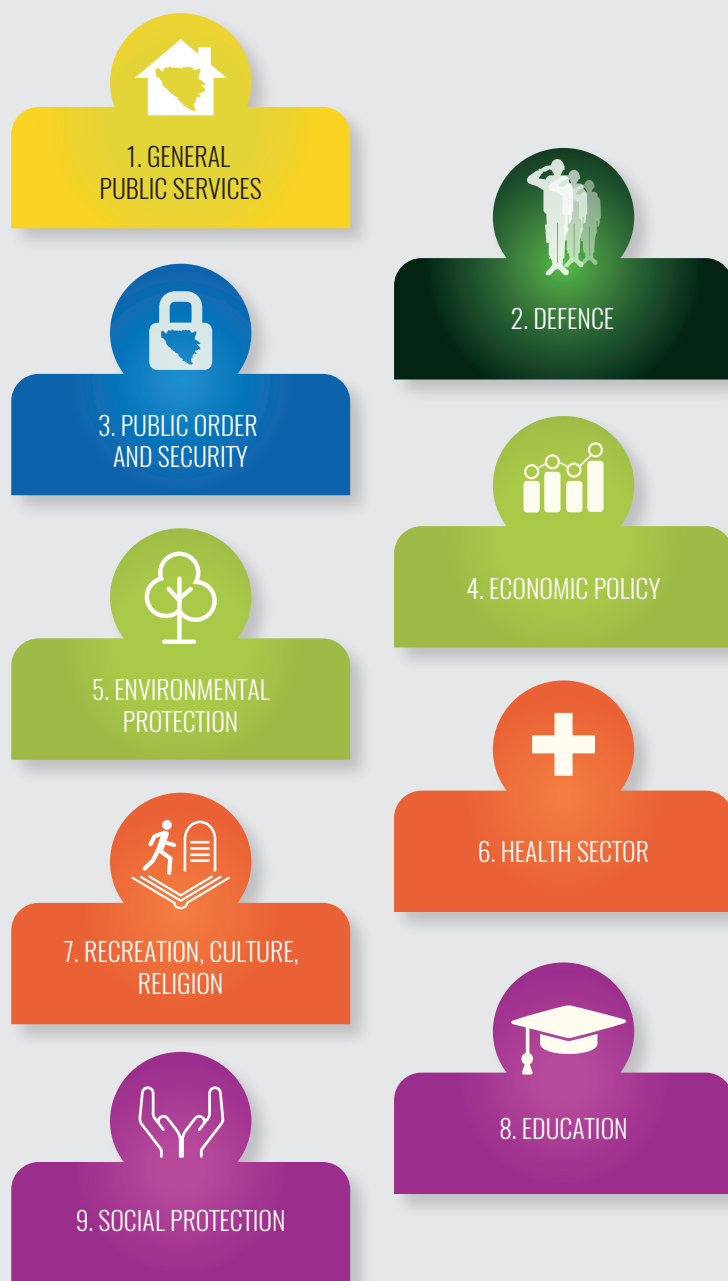 1. GENERAL
PUBLIC SERVICES
2. DEFENCE
3. PUBLIC ORDER
AND SECURITY
4. ECONOMIC POLICY
5. ENVIRONMENTAL
PROTECTION
6. HEALTH SECTOR
7. RECREATION, CULTURE,
RELIGION
8. EDUCATION
9. SOCIAL PROTECTION